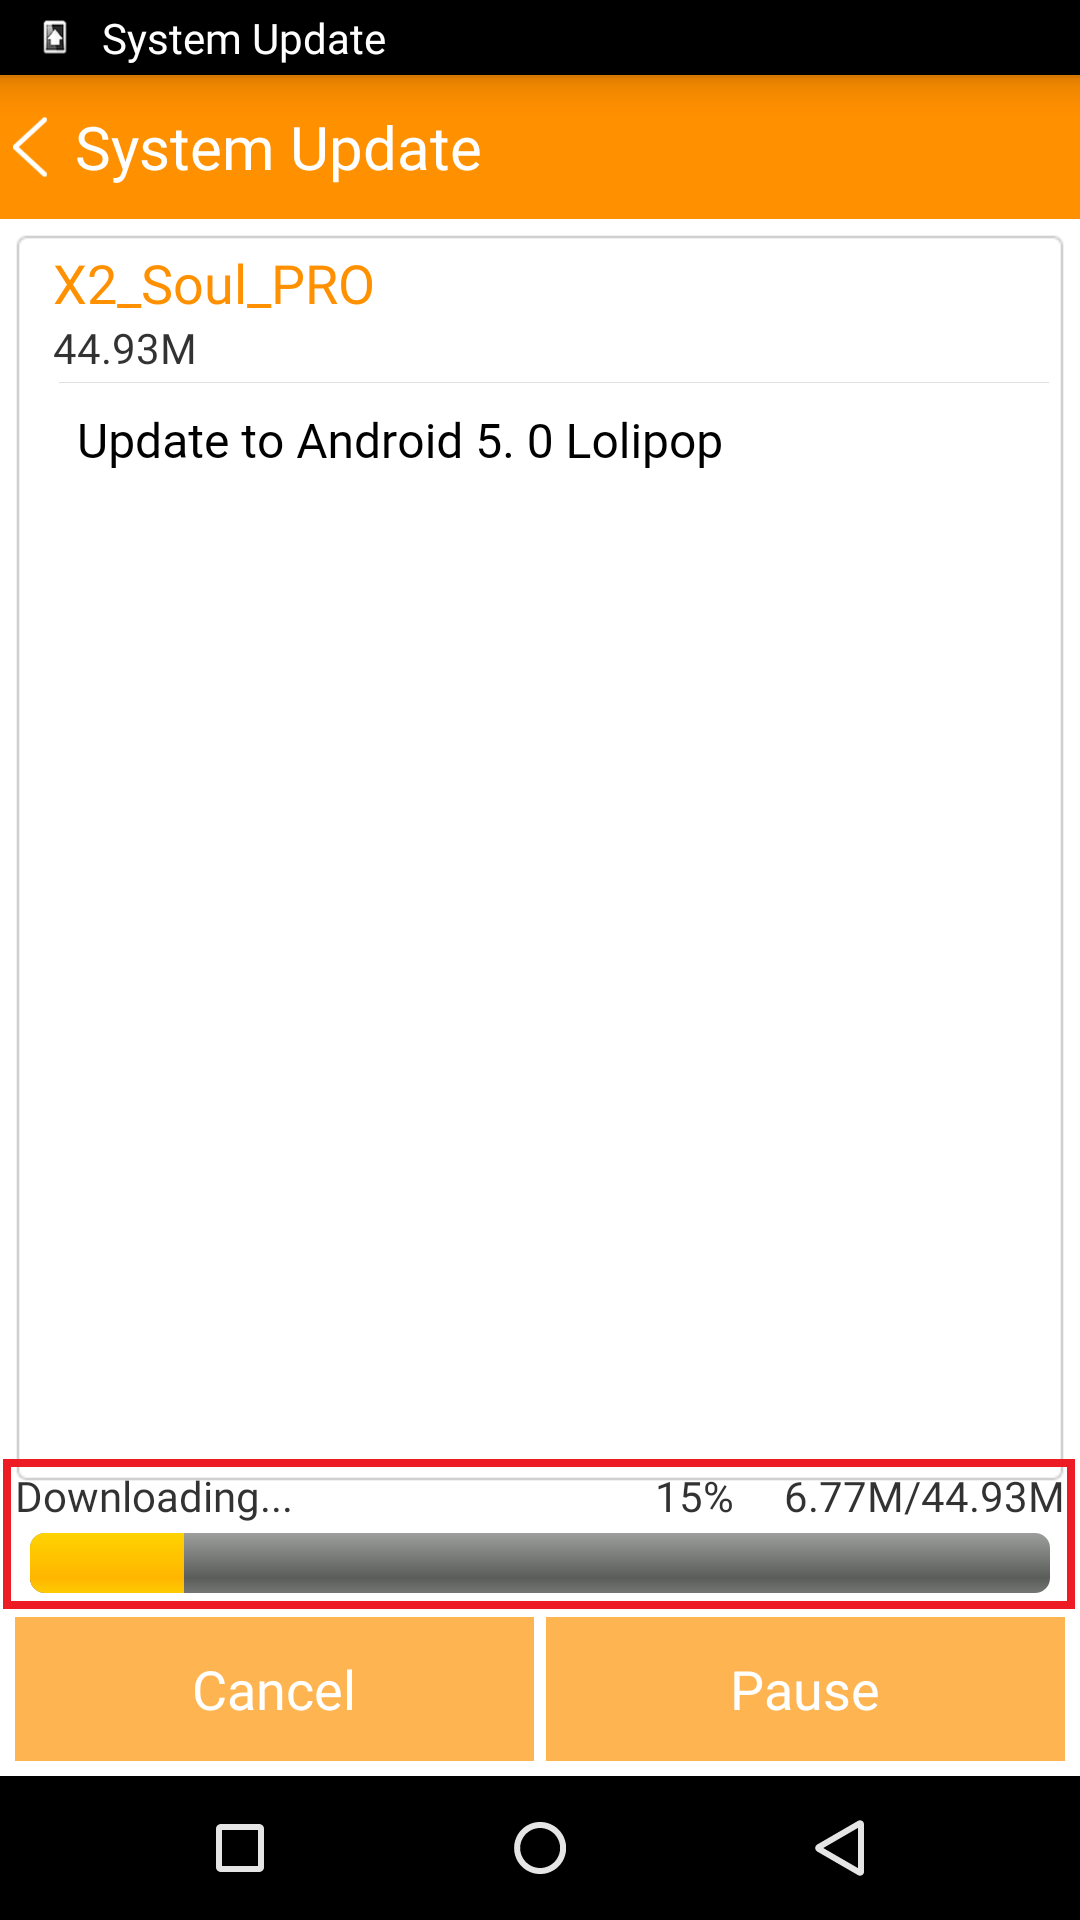 System Update
System Update
X2_Soul_PRO
44.93M
Update to Android 5. 0 Lolipop
Downloading... 15% 6.77M/44.93M
Cancel Pause